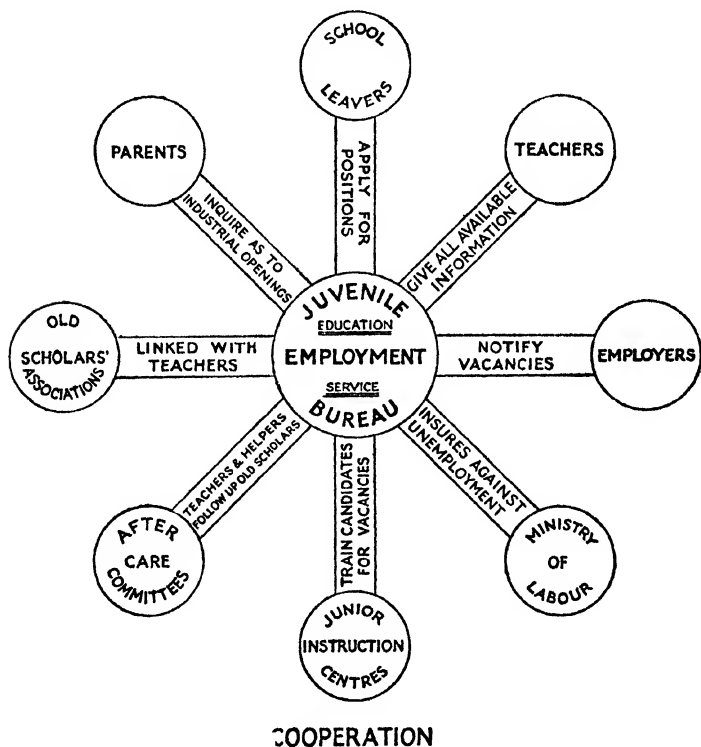 SCHOOL
LEAVERS
APPLY FOR
POSITIONS
PARENTS
INQUIRE AS TO
INDUSTRIAL OPENINGS
TEACHERS
GIVE ALL AVAILABLE
INFORMATION
OLD
SCHOLARS'
ASSOCIATIONS
LINKED WITH
TEACHERS
JUVENILE
EDUCATION
EMPLOYMENT
SERVICE
BUREAU
NOTIFY
VACANCIES
EMPLOYERS
TEACHERS & HELPERS
FOLLOW UP OLD SCHOLARS
AFTER
CARE
COMMITTEES
TRAIN CANDIDATES
FOR VACANCIES
JUNIOR
INSTRUCTION
CENTRES
INSURES AGAINST
UNEMPLOYMENT
MINISTRY
OF
LABOUR
COOPERATION